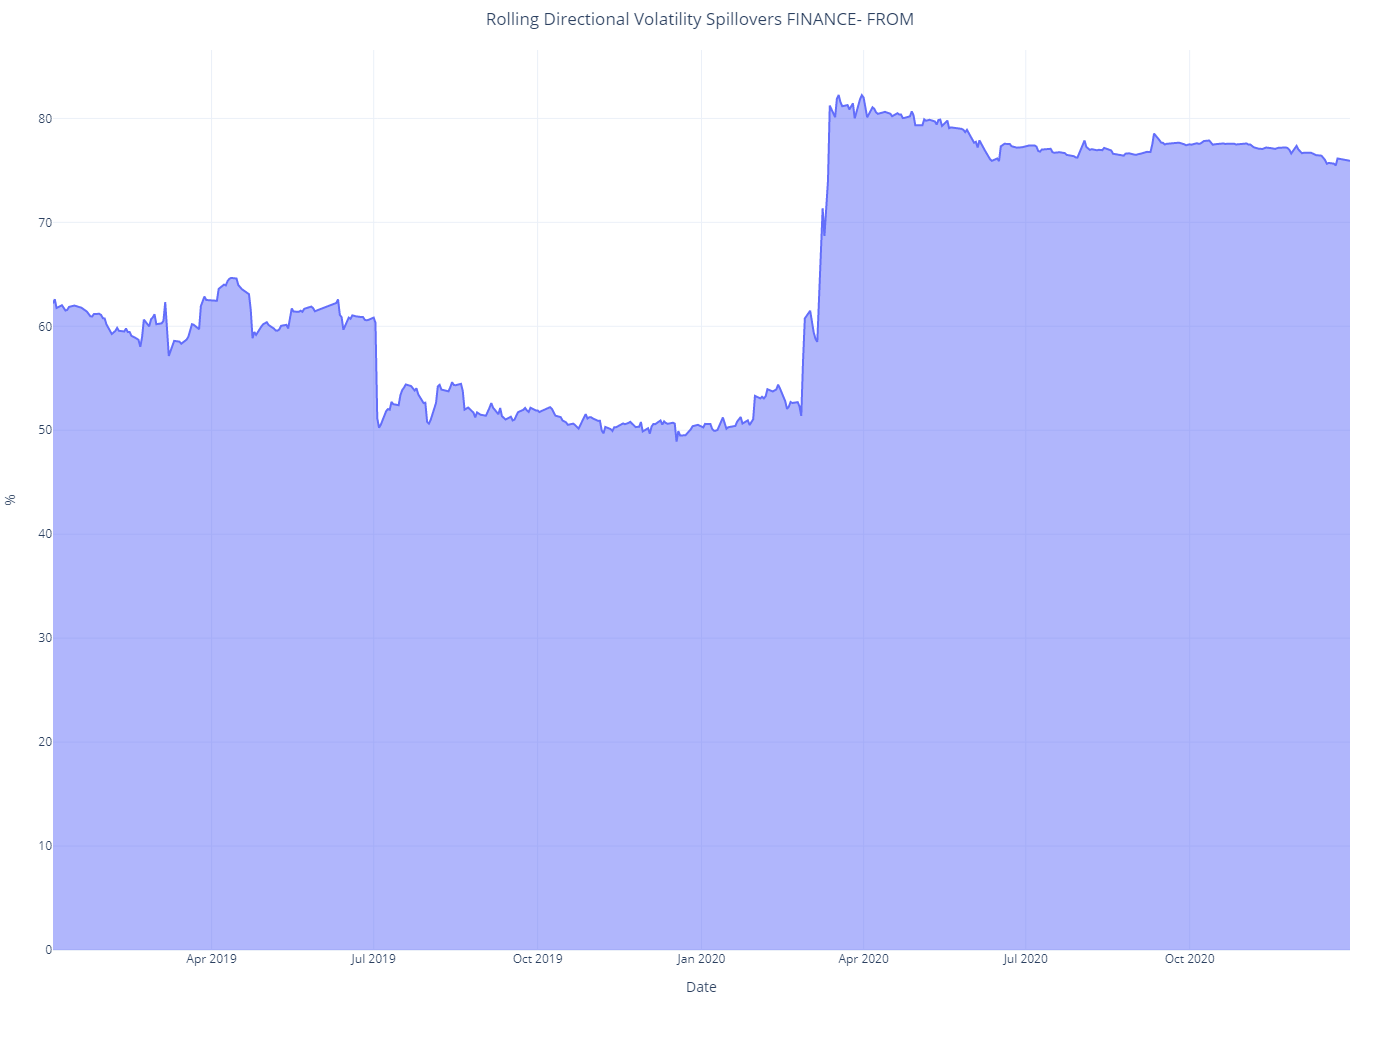 Rolling Directional Volatility Spillovers FINANCE- FROM
80
70
60
50
40
30
20
10
0
%
Apr 2019
Jul 2019
Oct 2019
Jan 2020
Apr 2020
Jul 2020
Oct 2020
Date